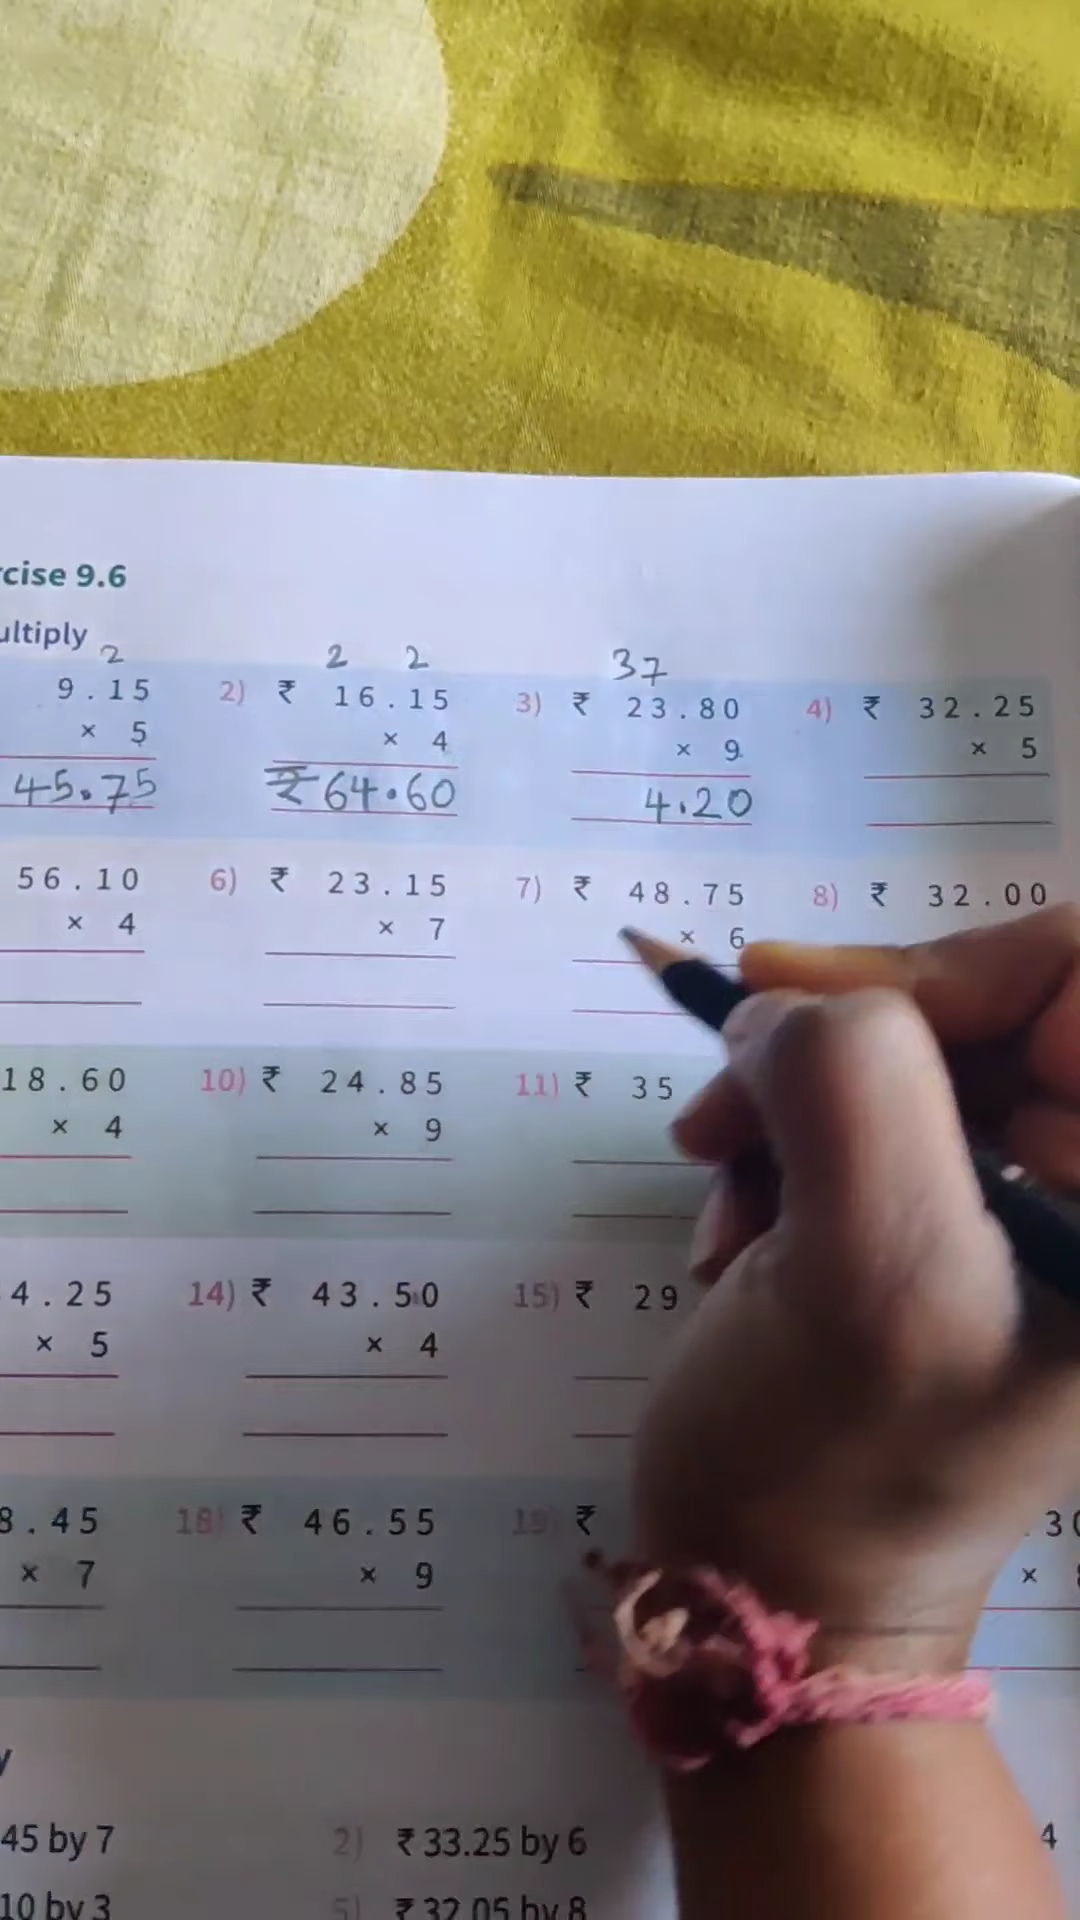 rcise 9.6
ultiply
2 2 2 37
9.15 2) ₹ 16.15 3) ₹ 23.80 4) ₹ 32.25
× 5 × 4 × 9 × 5
45.75 ₹64.60 4.20
56.10 6) ₹ 23.15 7) ₹ 48.75 8) ₹ 32.00
× 4 × 7 × 6
18.60 10) ₹ 24.85 11) ₹ 35
× 4 × 9
4.25 14) ₹ 43.50 15) ₹ 29
× 5 × 4
8.45 18) ₹ 46.55 19) ₹ .30
× 7 × 9 ×
y
45 by 7 2) ₹ 33.25 by 6 4
10 by 3 5) ₹ 32.05 by 8